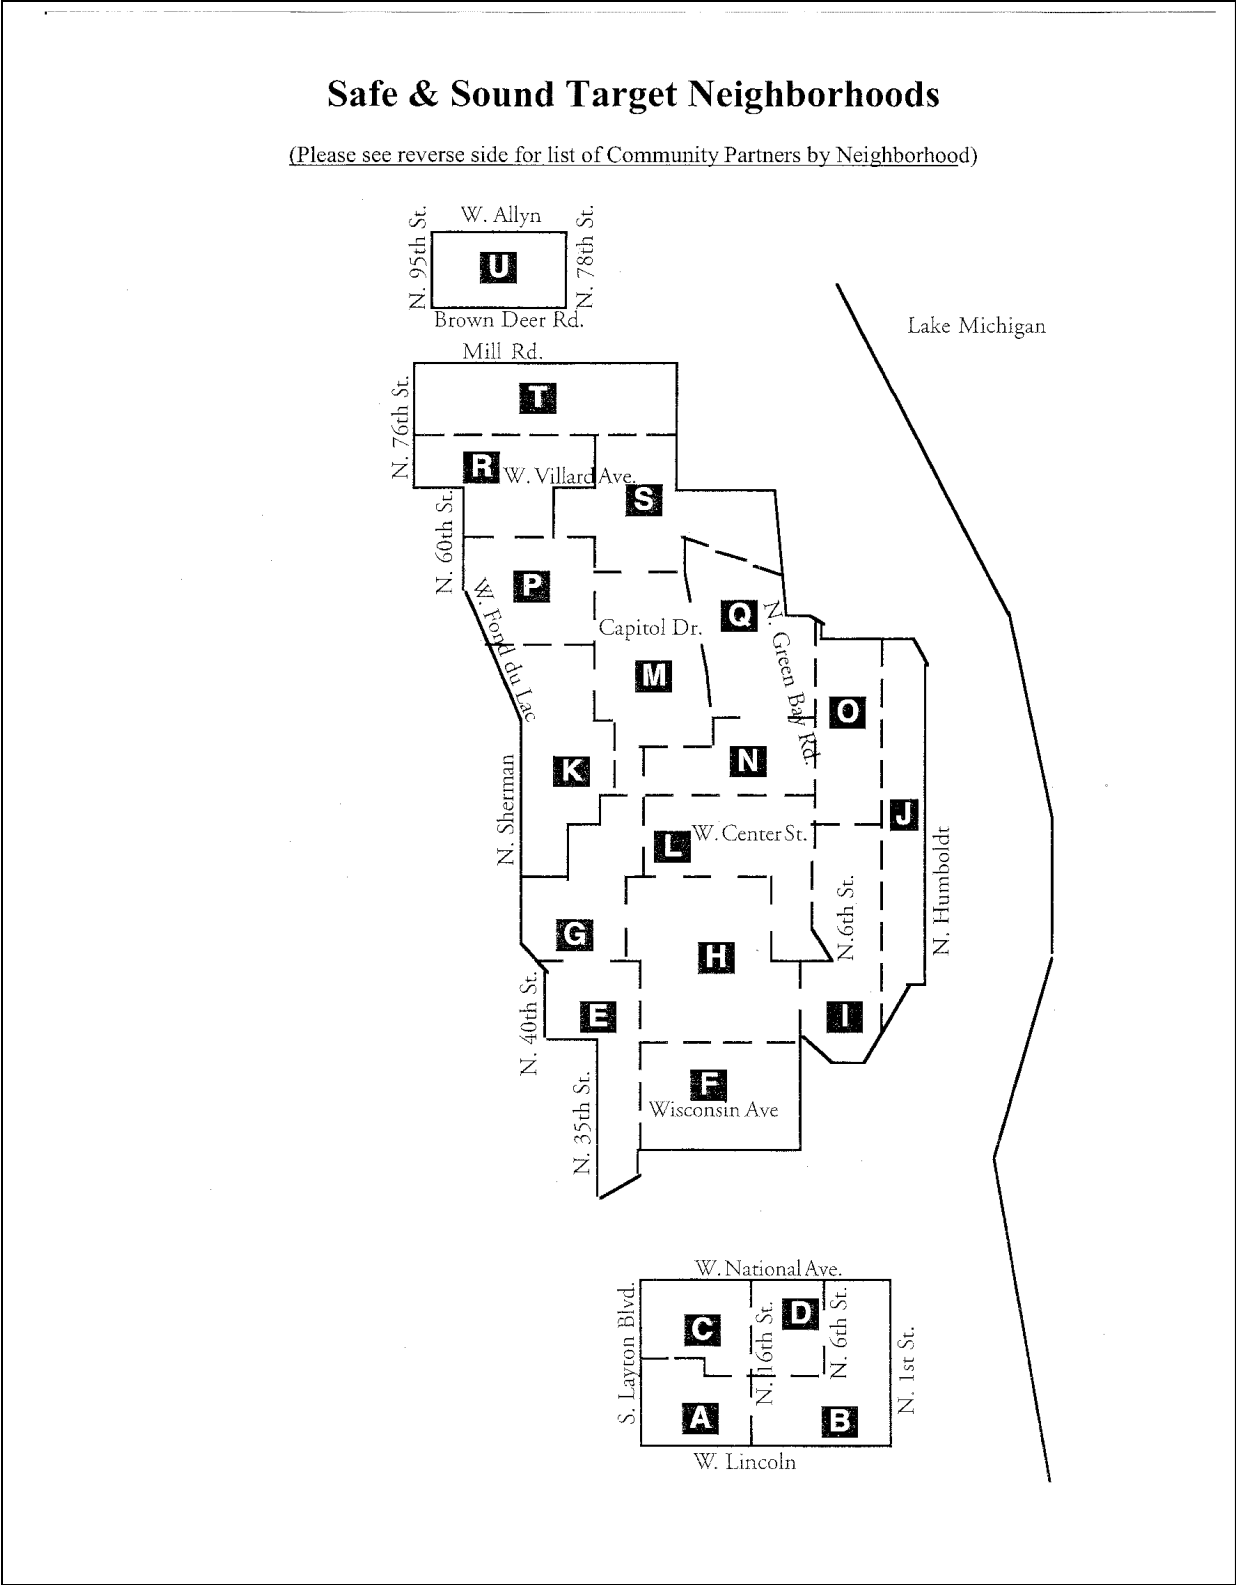 Safe & Sound Target Neighborhoods
(Please see reverse side for list of Community Partners by Neighborhood)
W. Allyn
N. 95th St.
U
N. 78th St.
Brown Deer Rd.
Lake Michigan
Mill Rd.
N. 76th St.
T
R
W. Villard Ave.
S
N. 60th St.
P
W. Fond du Lac
Q
Capitol Dr.
N. Green Bay Rd.
M
O
N
K
N. Sherman
J
W. Center St.
L
N. Humboldt
N. 6th St.
G
H
N. 40th St.
E
I
F
Wisconsin Ave
N. 35th St.
W. National Ave.
S. Layton Blvd.
C
D
N. 16th St.
N. 6th St.
N. 1st St.
A
B
W. Lincoln